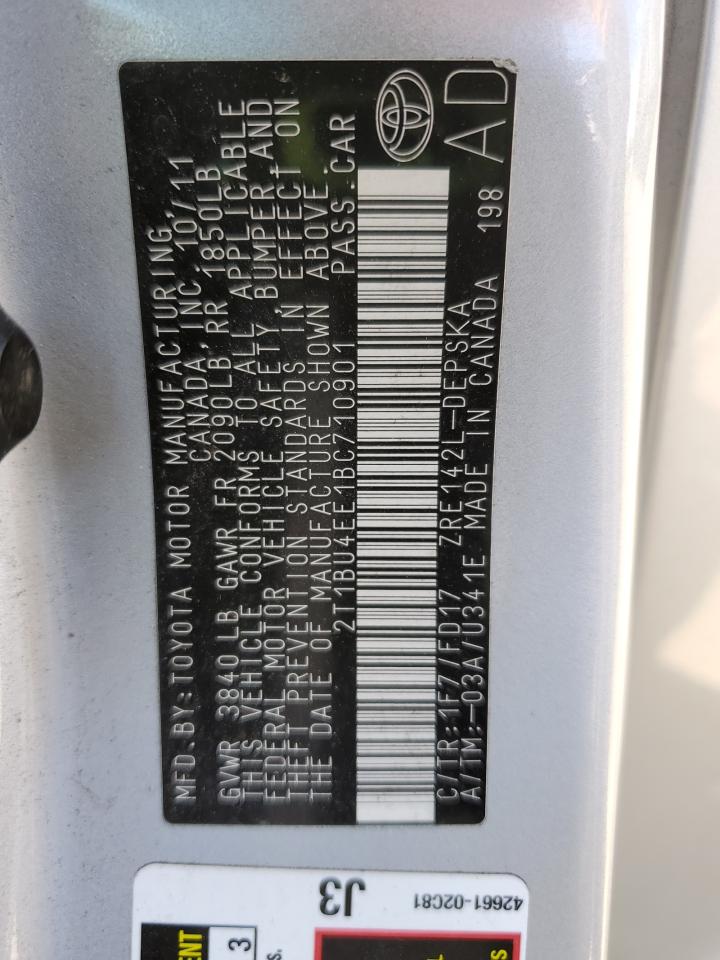 MFD.BY:TOYOTA MOTOR MANUFACTURING
CANADA,INC. 10/11
GVWR 3840 LB GAWR FR 2090LB RR 1850LB
THIS VEHICLE CONFORMS TO ALL APPLICABLE
FEDERAL MOTOR VEHICLE SAFETY, BUMPER,AND
THEFT PREVENTION STANDARDS IN EFFECT ON
THE DATE OF MANUFACTURE SHOWN ABOVE.
2T1BU4EE1BC710901 PASS.CAR
C/TR:-1F7/FD17 ZRE142L-DEPSKA
A/TM:-03A/U341E MADE IN CANADA 198 AD
J3
42661-02C81
3